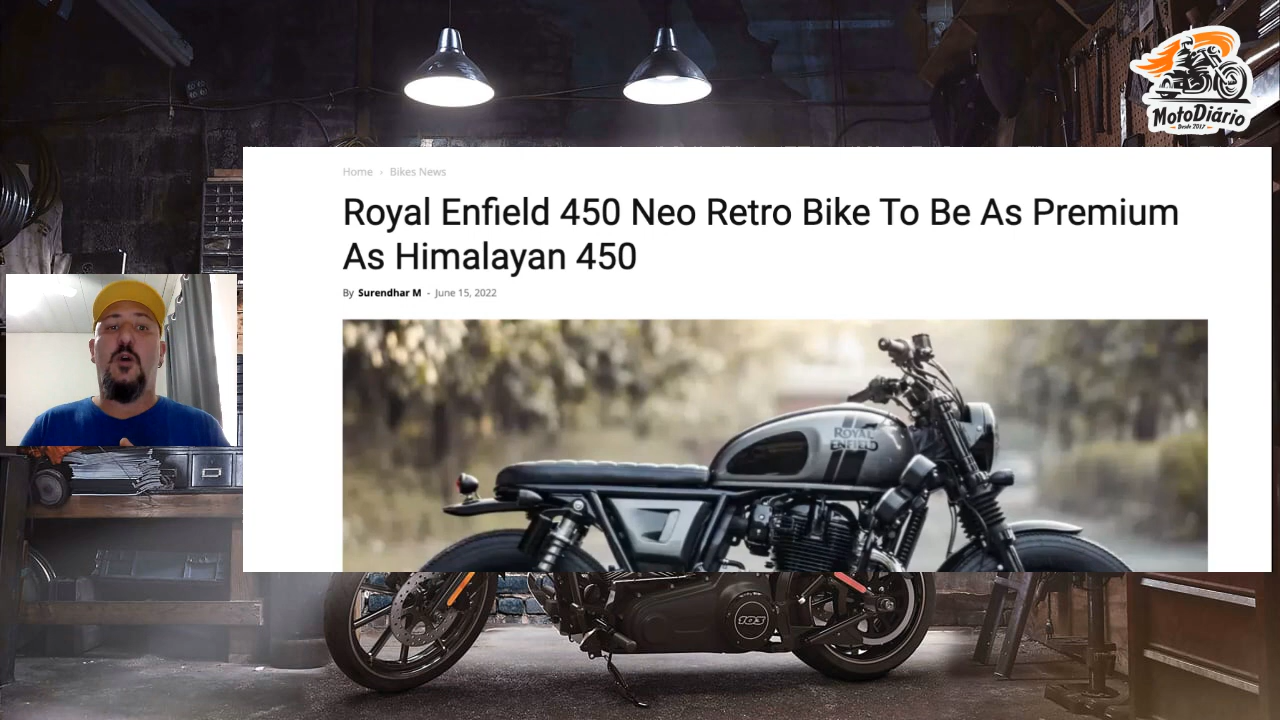 MotoDiário
Desde 2017
Home › Bikes News
Royal Enfield 450 Neo Retro Bike To Be As Premium
As Himalayan 450
By Surendhar M - June 15, 2022
ROYAL
ENFIELD
103